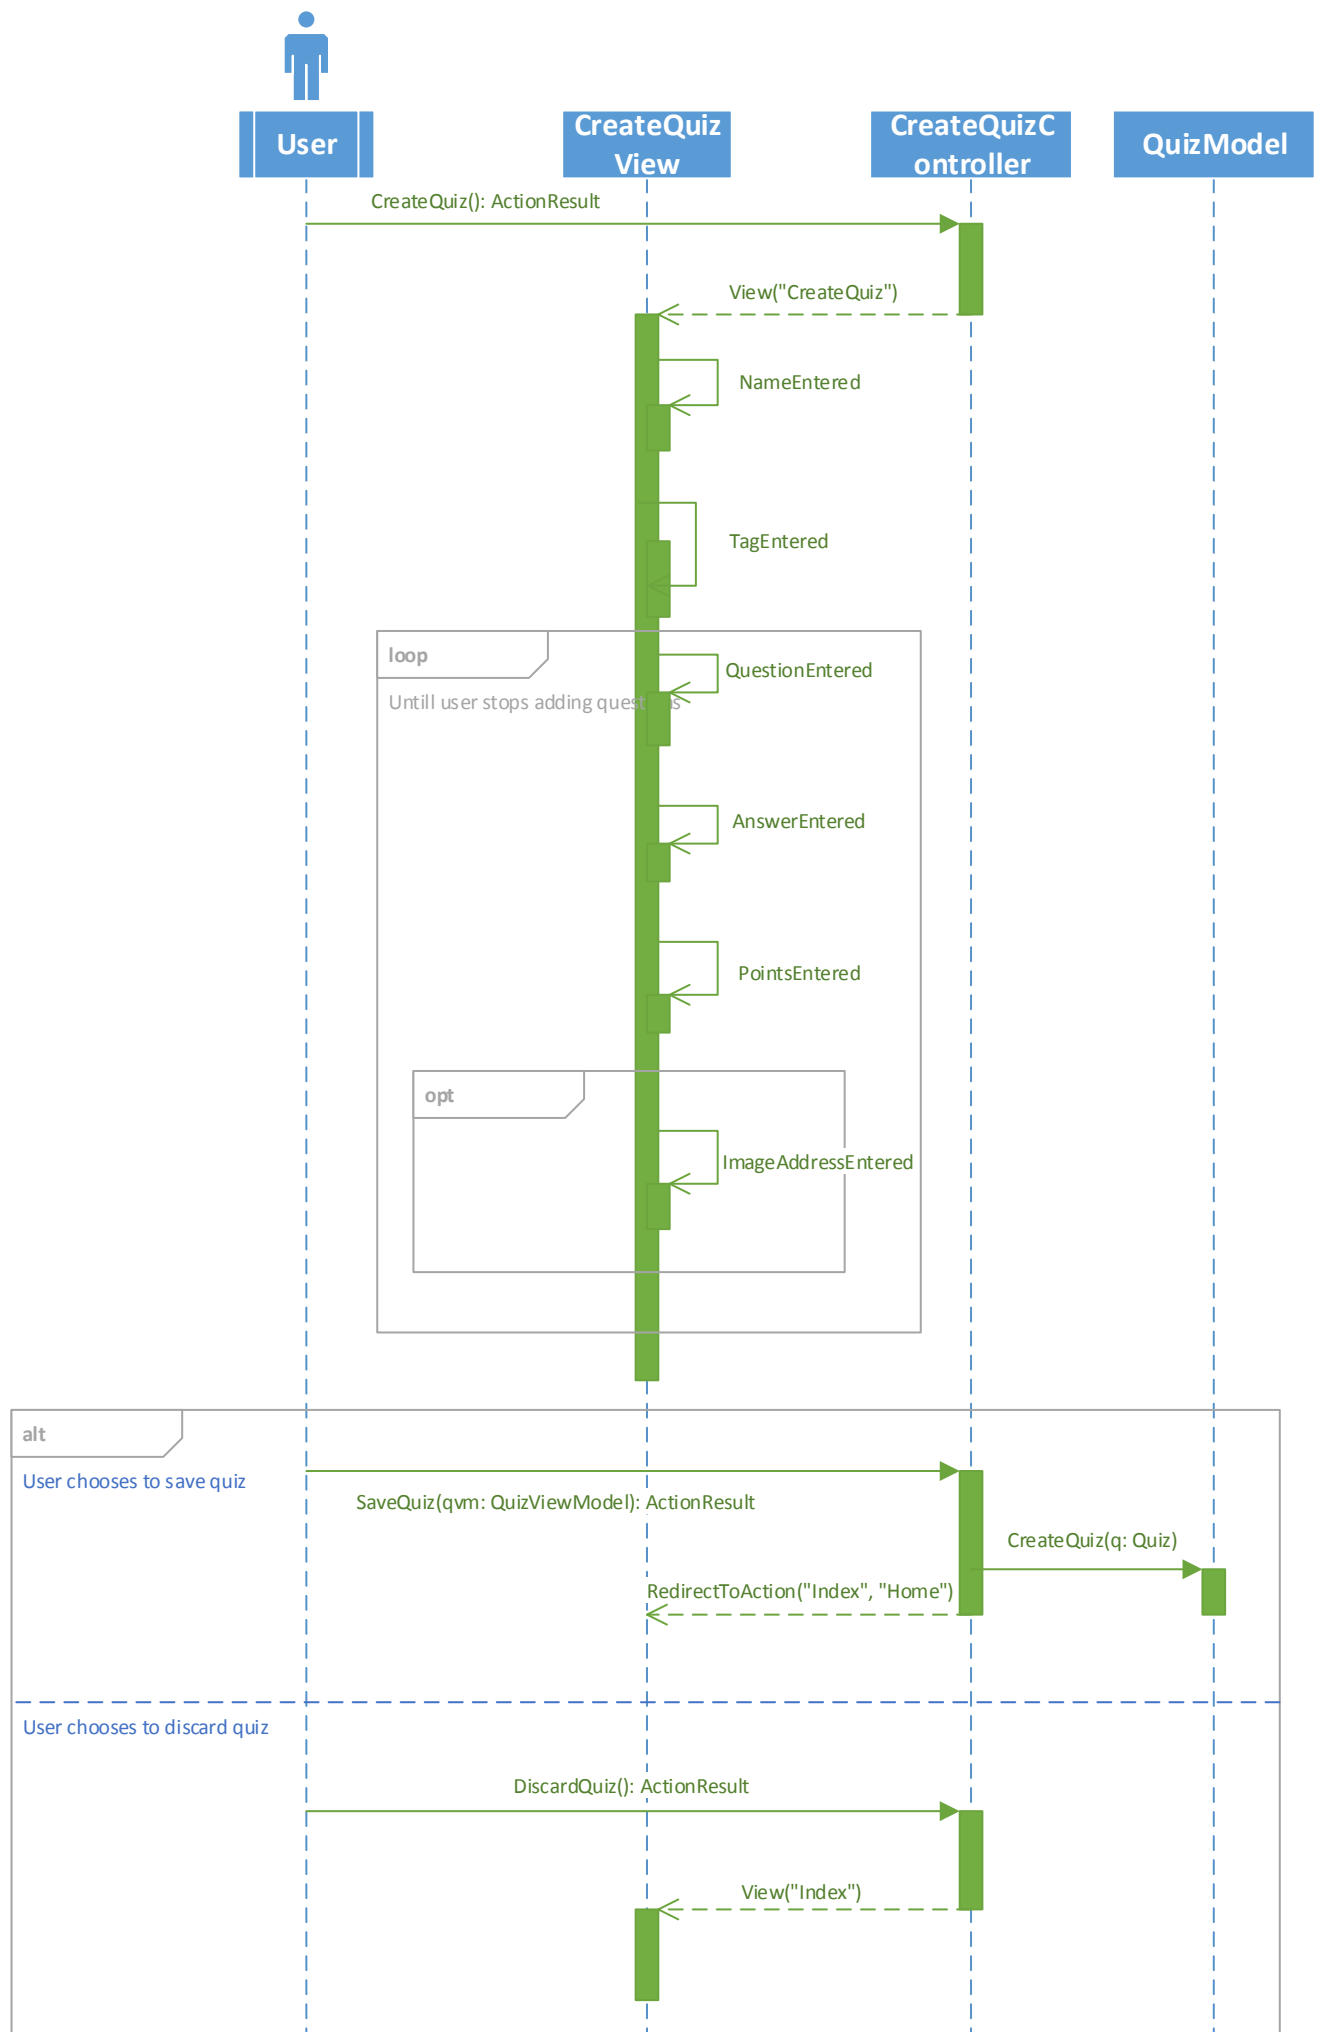 User
CreateQuiz
View
CreateQuizC
ontroller
QuizModel
CreateQuiz(): ActionResult
View("CreateQuiz")
NameEntered
TagEntered
loop
QuestionEntered
Untill user stops adding questions
AnswerEntered
PointsEntered
opt
ImageAddressEntered
alt
User chooses to save quiz
SaveQuiz(qvm: QuizViewModel): ActionResult
CreateQuiz(q: Quiz)
RedirectToAction("Index", "Home")
User chooses to discard quiz
DiscardQuiz(): ActionResult
View("Index")